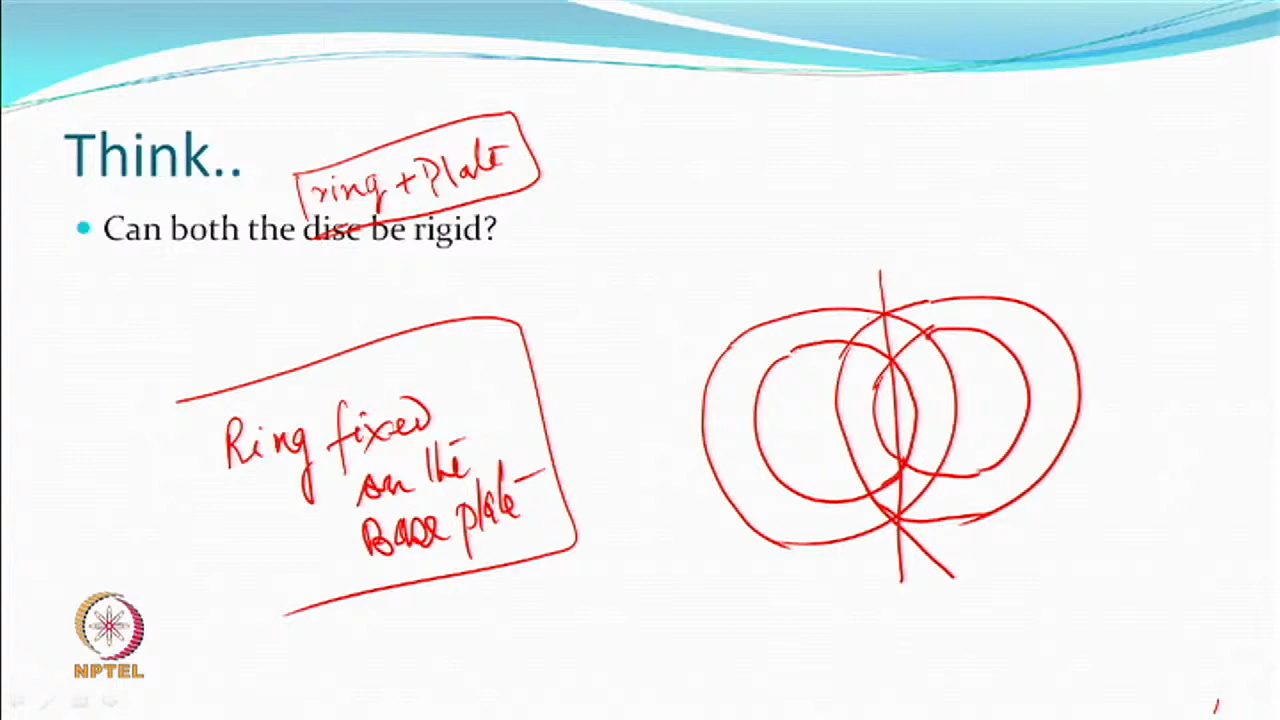 Think..
ring + Plate
Can both the disc be rigid?
Ring fixed
on the
Base plate
NPTEL